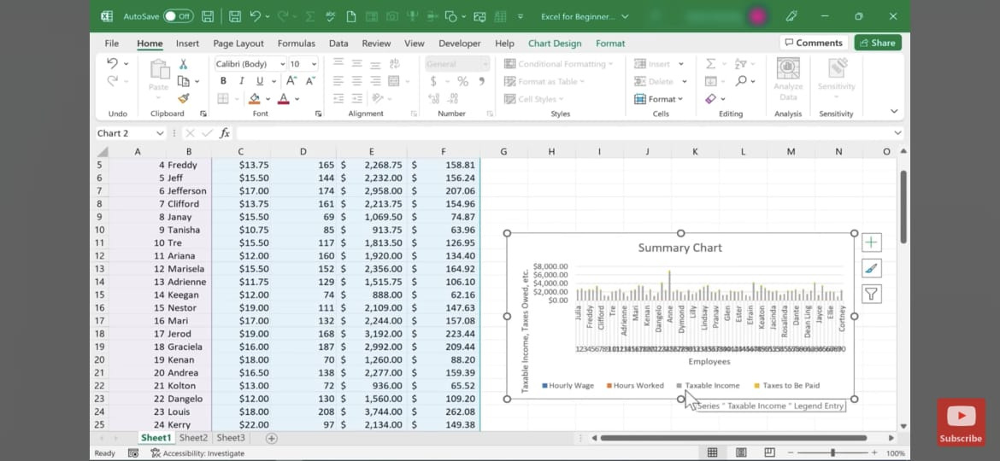 AutoSave Off Excel for Beginner...
File Home Insert Page Layout Formulas Data Review View Developer Help Chart Design Format Comments Share
Calibri (Body) 10 General Conditional Formatting Insert
Paste B I U A A $ % Format as Table Delete Analyze Data Sensitivity
Cell Styles Format
Undo Clipboard Font Alignment Number Styles Cells Editing Analysis Sensitivity
Chart 2 fx
A B C D E F G H I J K L M N O
5 4 Freddy $13.75 165 $ 2,268.75 $ 158.81
6 5 Jeff $15.50 144 $ 2,232.00 $ 156.24
7 6 Jefferson $17.00 174 $ 2,958.00 $ 207.06
8 7 Clifford $13.75 161 $ 2,213.75 $ 154.96
9 8 Janay $15.50 69 $ 1,069.50 $ 74.87
10 9 Tanisha $10.75 85 $ 913.75 $ 63.96
11 10 Tre $15.50 117 $ 1,813.50 $ 126.95
12 11 Ariana $12.00 160 $ 1,920.00 $ 134.40
13 12 Marisela $15.50 152 $ 2,356.00 $ 164.92
14 13 Adrienne $11.75 129 $ 1,515.75 $ 106.10
15 14 Keegan $12.00 74 $ 888.00 $ 62.16
16 15 Nestor $19.00 111 $ 2,109.00 $ 147.63
17 16 Mari $17.00 132 $ 2,244.00 $ 157.08
18 17 Jerod $19.00 168 $ 3,192.00 $ 223.44
19 18 Graciela $16.00 187 $ 2,992.00 $ 209.44
20 19 Kenan $18.00 70 $ 1,260.00 $ 88.20
21 20 Andrea $16.50 138 $ 2,277.00 $ 159.39
22 21 Kolton $13.00 72 $ 936.00 $ 65.52
23 22 Dangelo $12.00 130 $ 1,560.00 $ 109.20
24 23 Louis $18.00 208 $ 3,744.00 $ 262.08
25 24 Kerry $22.00 97 $ 2,134.00 $ 149.38
Summary Chart
Taxable Income, Taxes Owed, etc.
$8,000.00
$6,000.00
$4,000.00
$2,000.00
$0.00
Julia Freddy Clifford Tre Adrienne Mari Kenan Dangelo Anne Dymond Lilly Lindsay Pranav Glen Ester Efrain Keaton Jacinda Rosalinda Dante Dean Ling Jayce Ellie Cortney
Employees
Hourly Wage Hours Worked Taxable Income Taxes to Be Paid
Series " Taxable Income " Legend Entry
Sheet1 Sheet2 Sheet3
Ready Accessibility: Investigate 100%
Subscribe